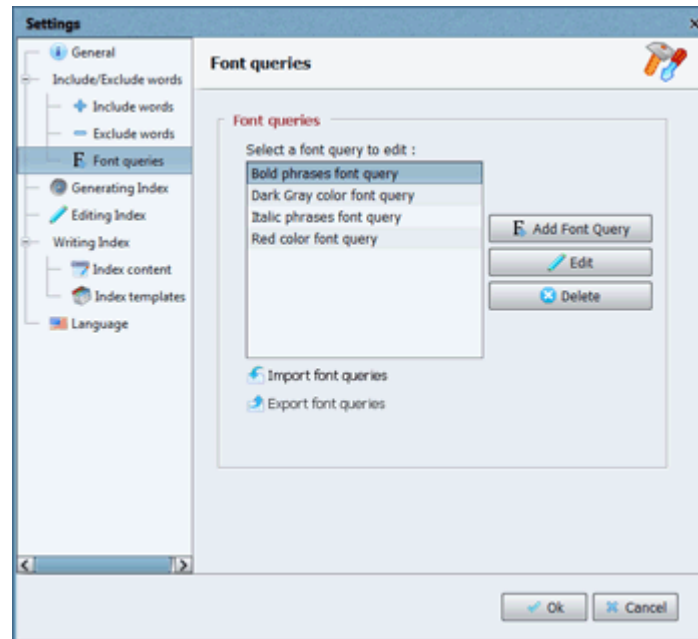 Settings
General
Include/Exclude words
Include words
Exclude words
Font queries
Generating Index
Editing Index
Writing Index
Index content
Index templates
Language
Font queries
Font queries
Select a font query to edit :
Bold phrases font query
Dark Gray color font query
Italic phrases font query
Red color font query
Add Font Query
Edit
Delete
Import font queries
Export font queries
Ok
Cancel